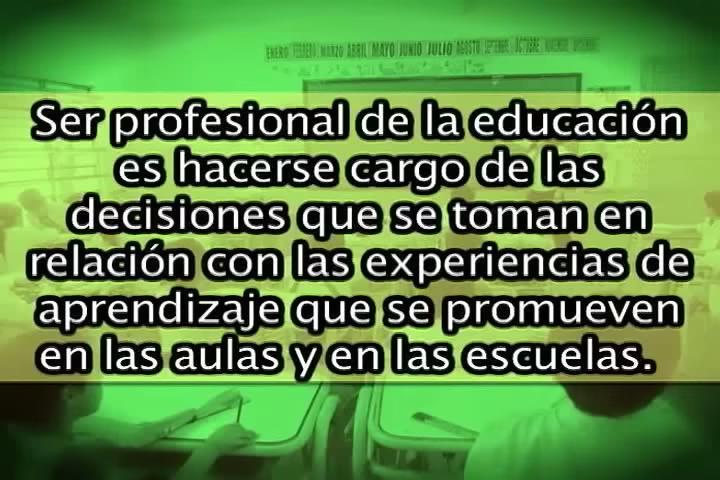 ENERO FEBRERO MARZO ABRIL MAYO JUNIO JULIO AGOSTO SEPTIEMBRE OCTUBRE NOVIEMBRE DICIEMBRE
Ser profesional de la educación
es hacerse cargo de las
decisiones que se toman en
relación con las experiencias de
aprendizaje que se promueven
en las aulas y en las escuelas.